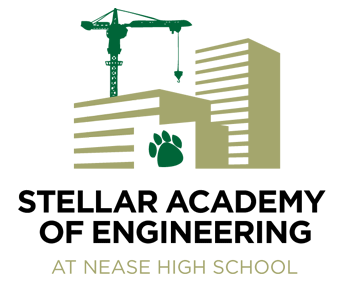 STELLAR ACADEMY
OF ENGINEERING
AT NEASE HIGH SCHOOL